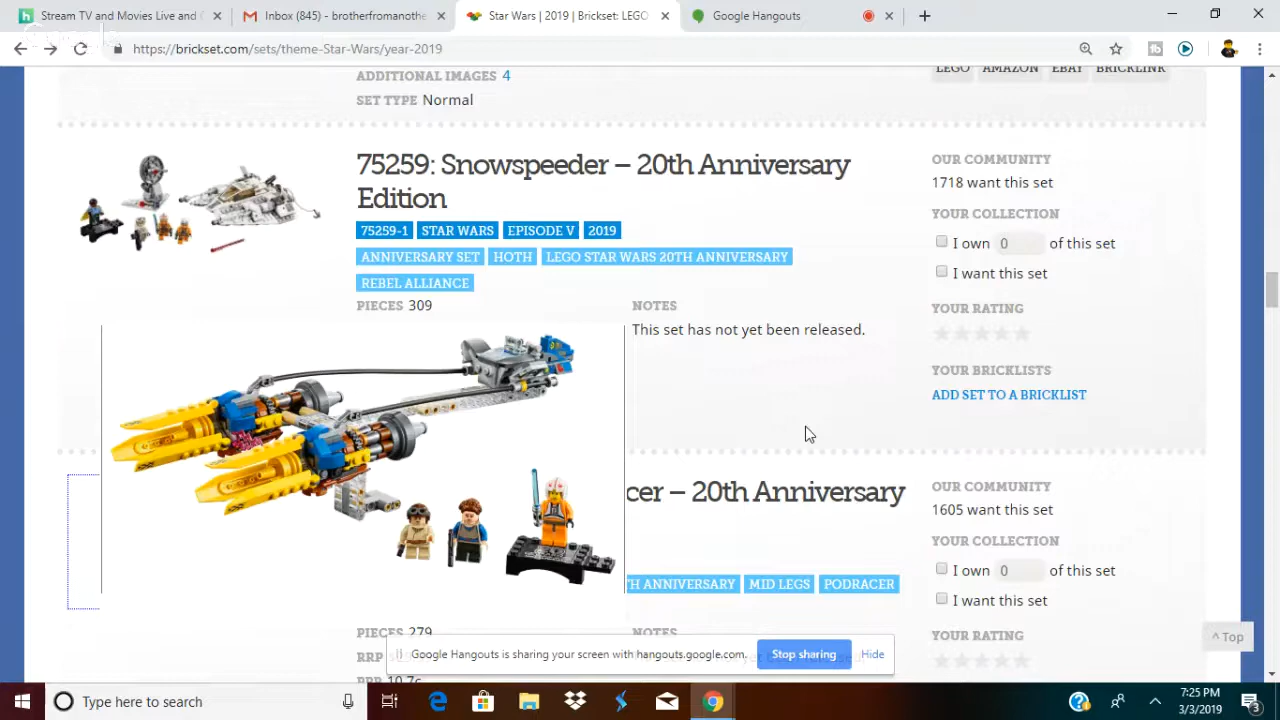 Stream TV and Movies Live and O
Inbox (845) - brotherfromanothe
Star Wars | 2019 | Brickset: LEGO
Google Hangouts
https://brickset.com/sets/theme-Star-Wars/year-2019
ADDITIONAL IMAGES 4
SET TYPE Normal
LEGO AMAZON EBAY BRICKLINK
75259: Snowspeeder – 20th Anniversary
Edition
75259-1 STAR WARS EPISODE V 2019
ANNIVERSARY SET HOTH LEGO STAR WARS 20TH ANNIVERSARY
REBEL ALLIANCE
PIECES 309
NOTES
This set has not yet been released.
OUR COMMUNITY
1718 want this set
YOUR COLLECTION
I own 0 of this set
I want this set
YOUR RATING
YOUR BRICKLISTS
ADD SET TO A BRICKLIST
cer – 20th Anniversary
TH ANNIVERSARY MID LEGS PODRACER
PIECES 279
NOTES
RRP
OUR COMMUNITY
1605 want this set
YOUR COLLECTION
I own 0 of this set
I want this set
YOUR RATING
^ Top
Google Hangouts is sharing your screen with hangouts.google.com.
Stop sharing
Hide
Type here to search
7:25 PM
3/3/2019
3